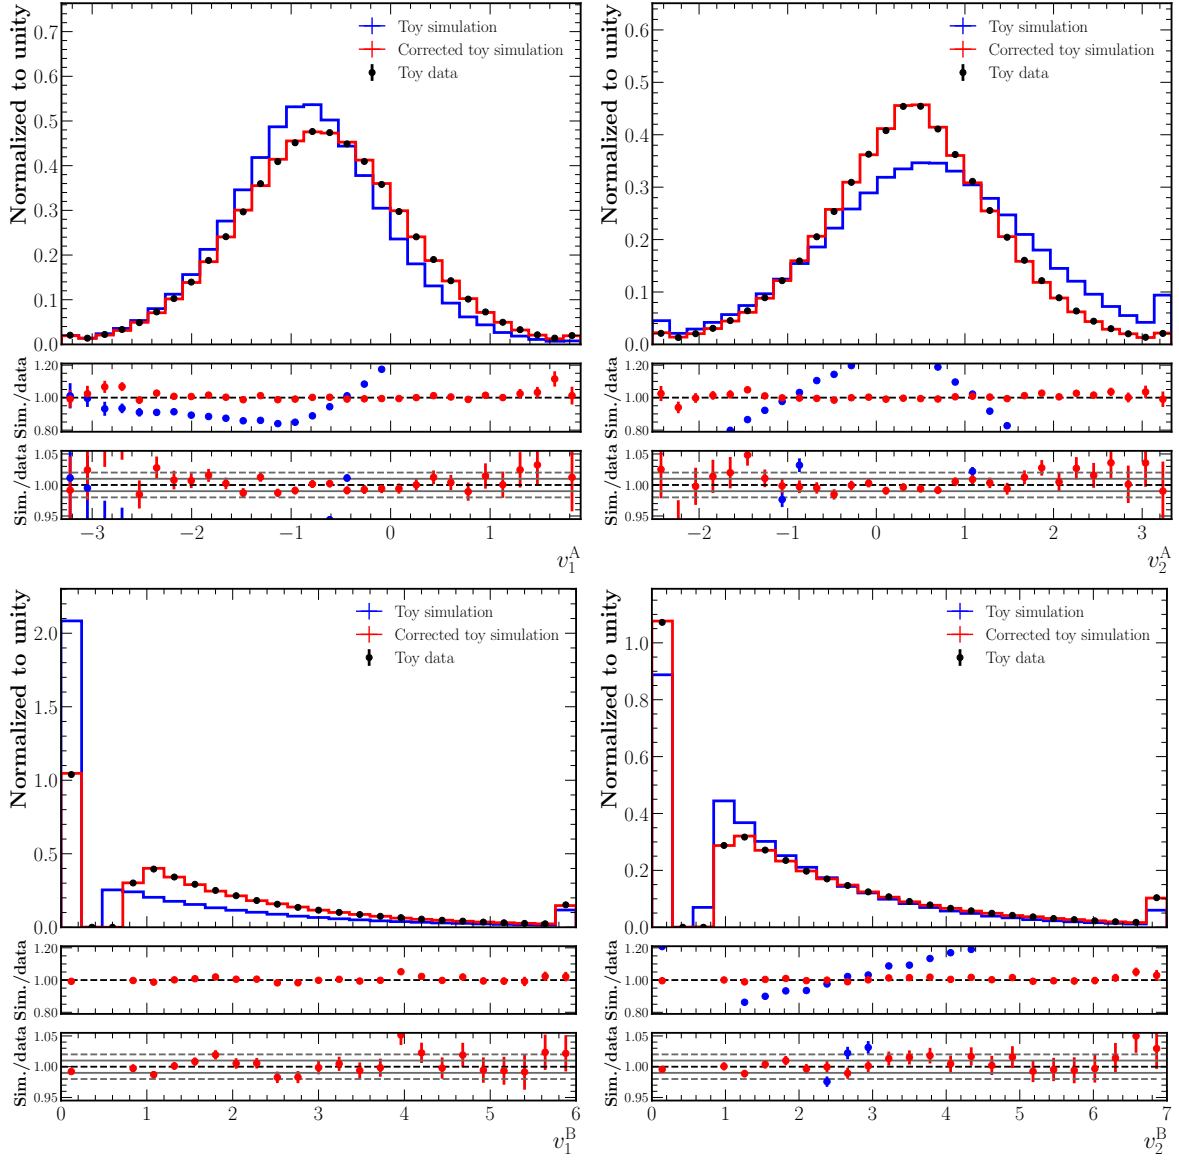 Normalized to unity
0.7
0.6
0.5
0.4
0.3
0.2
0.1
0.0
Toy simulation
Corrected toy simulation
Toy data
Sim./data
1.20
1.00
0.80
Sim./data
1.05
1.00
0.95
−3 −2 −1 0 1
v₁ᴬ
Normalized to unity
0.6
0.5
0.4
0.3
0.2
0.1
0.0
Toy simulation
Corrected toy simulation
Toy data
Sim./data
1.20
1.00
0.80
Sim./data
1.05
1.00
0.95
−2 −1 0 1 2 3
v₂ᴬ
Normalized to unity
2.0
1.5
1.0
0.5
0.0
Toy simulation
Corrected toy simulation
Toy data
Sim./data
1.20
1.00
0.80
Sim./data
1.05
1.00
0.95
0 1 2 3 4 5 6
v₁ᴮ
Normalized to unity
1.0
0.8
0.6
0.4
0.2
0.0
Toy simulation
Corrected toy simulation
Toy data
Sim./data
1.20
1.00
0.80
Sim./data
1.05
1.00
0.95
0 1 2 3 4 5 6 7
v₂ᴮ